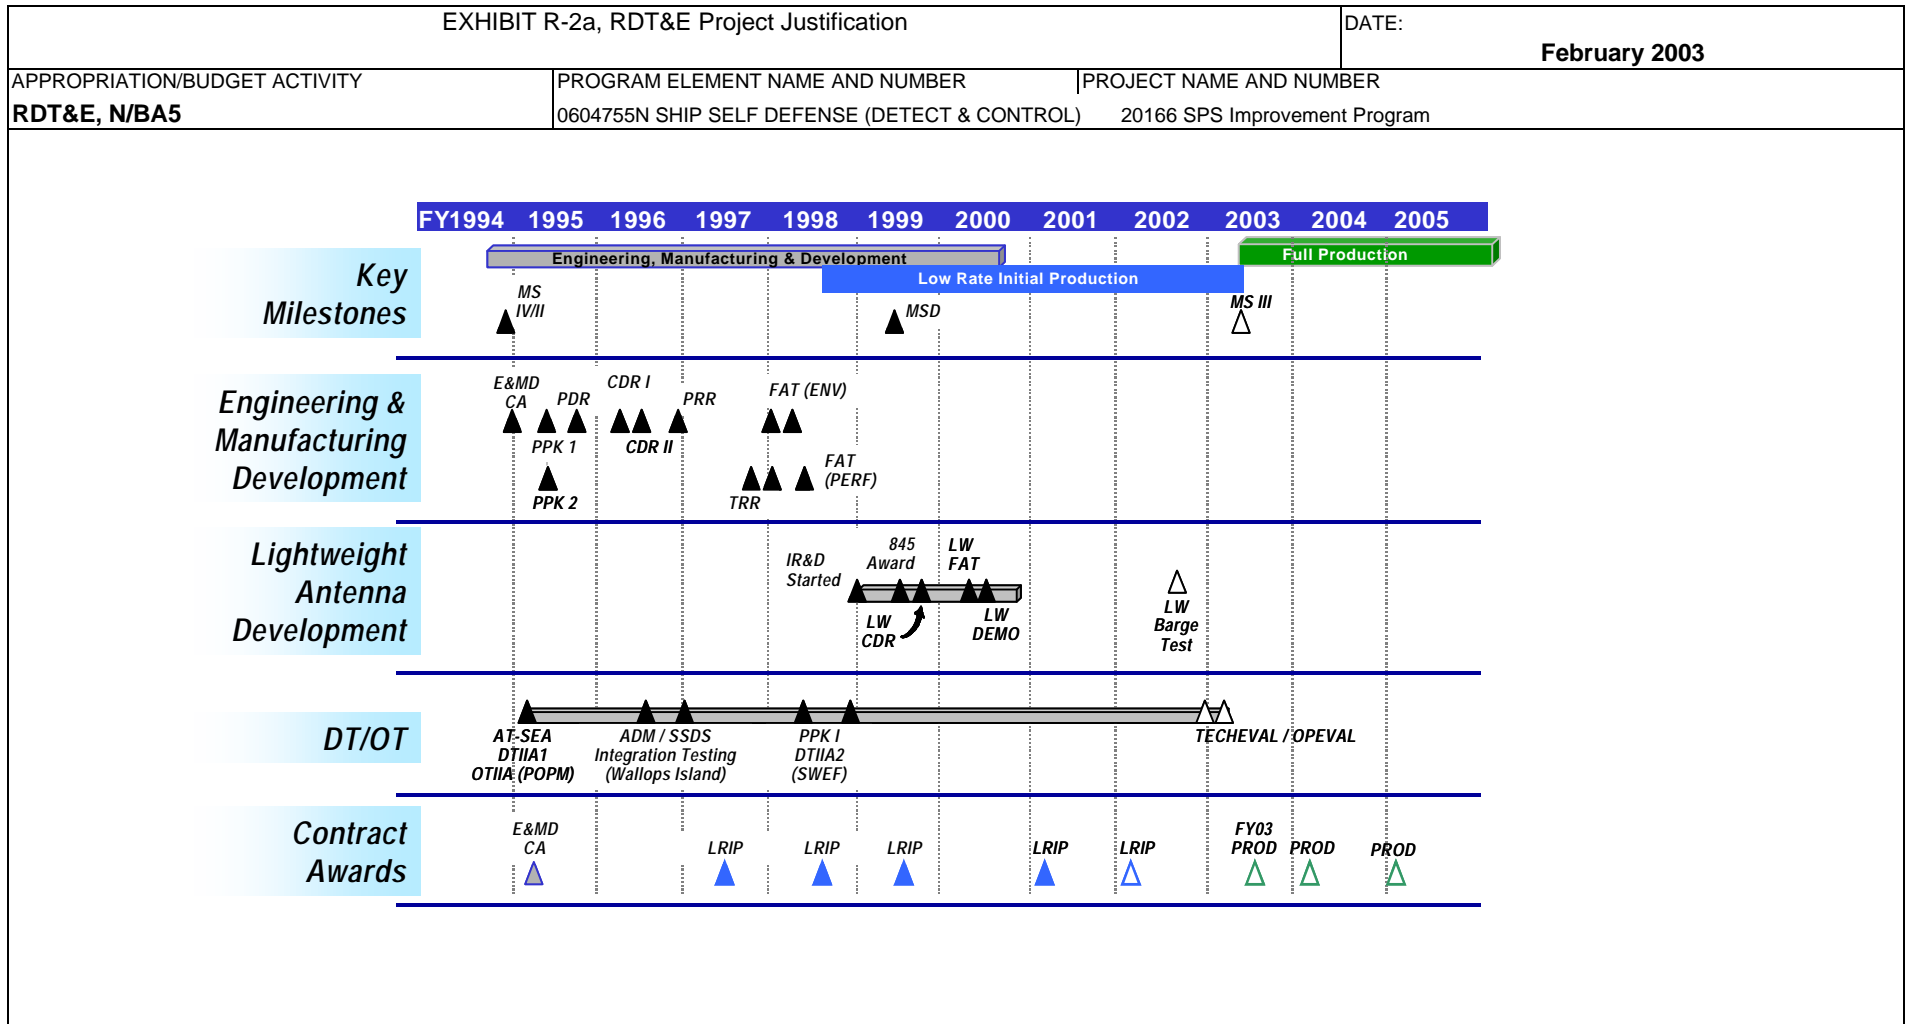 EXHIBIT R-2a, RDT&E Project Justification
DATE:
February 2003
APPROPRIATION/BUDGET ACTIVITY
PROGRAM ELEMENT NAME AND NUMBER
PROJECT NAME AND NUMBER
RDT&E, N/BA5
0604755N SHIP SELF DEFENSE (DETECT & CONTROL)
20166 SPS Improvement Program
FY1994 1995 1996 1997 1998 1999 2000 2001 2002 2003 2004 2005
Key
Milestones
Engineering, Manufacturing & Development
Full Production
Low Rate Initial Production
MS
IV/II
MSD
MS III
Engineering &
Manufacturing
Development
E&MD
CA
PDR
CDR I
PRR
FAT (ENV)
PPK 1
CDR II
PPK 2
TRR
FAT
(PERF)
Lightweight
Antenna
Development
IR&D
Started
845
Award
LW
FAT
LW
CDR
LW
DEMO
LW
Barge
Test
DT/OT
AT-SEA
DTIIA1
OTIIA (POPM)
ADM / SSDS
Integration Testing
(Wallops Island)
PPK I
DTIIA2
(SWEF)
TECHEVAL / OPEVAL
Contract
Awards
E&MD
CA
LRIP
LRIP
LRIP
LRIP
LRIP
FY03
PROD
PROD
PROD